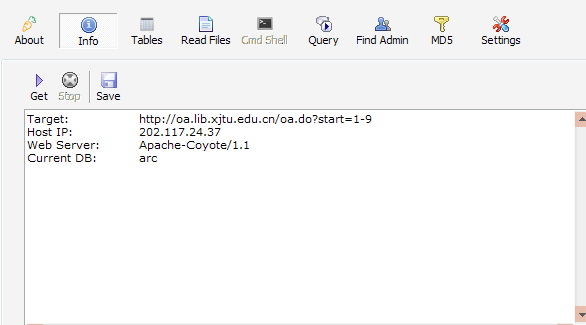 About Info Tables Read Files Cmd Shell Query Find Admin MD5 Settings
Get Stop Save
Target: http://oa.lib.xjtu.edu.cn/oa.do?start=1-9
Host IP: 202.117.24.37
Web Server: Apache-Coyote/1.1
Current DB: arc